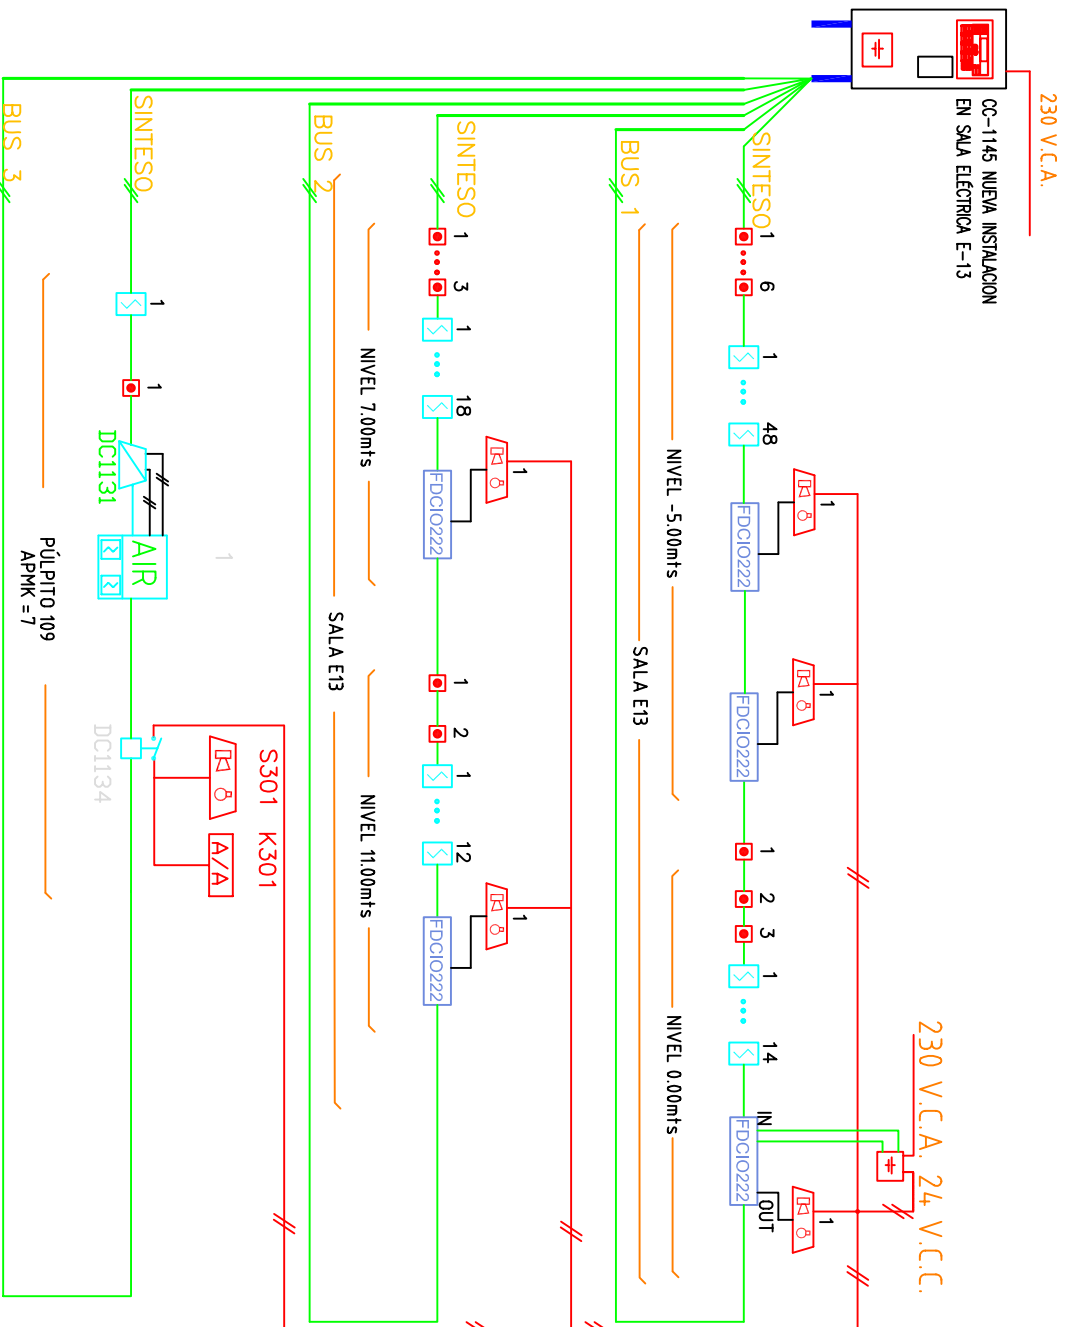 230 V.C.A.
CC-1145 NUEVA INSTALACION
EN SALA ELÉCTRICA E-13
SINTESO
1
6
1
48
1
FDCIO222
1
FDCIO222
1
2
3
1
14
IN
FDCIO222
OUT
1
230 V.C.A.
24 V.C.C.
NIVEL -5.00mts
NIVEL 0.00mts
BUS 1
SALA E13
SINTESO
1
3
1
18
1
FDCIO222
1
2
1
12
1
FDCIO222
NIVEL 7.00mts
NIVEL 11.00mts
BUS 2
SALA E13
SINTESO
1
1
DC1131
AIR
1
DC1134
S301
K301
A/A
PÚLPITO 109
APMK =7
BUS 3